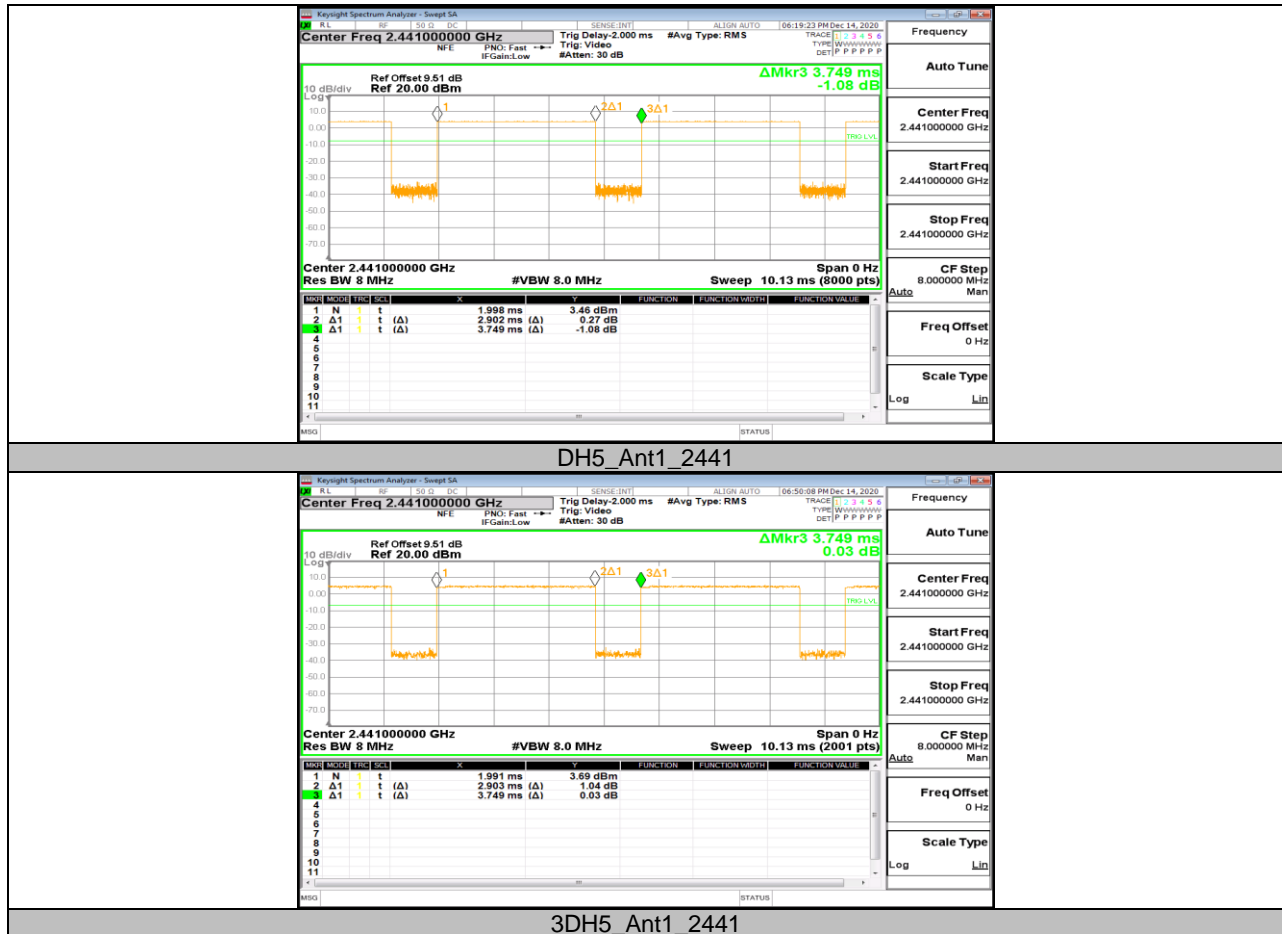 Keysight Spectrum Analyzer - Swept SA
RL RF 50 Ω DC SENSE:INT ALIGN AUTO 06:19:23 PM Dec 14, 2020
Center Freq 2.441000000 GHz
NFE PNO: Fast IFGain:Low
Trig Delay-2.000 ms #Avg Type: RMS
Trig: Video
#Atten: 30 dB
TRACE 1 2 3 4 5 6
TYPE WWWWWW
DET P P P P P P
ΔMkr3 3.749 ms
-1.08 dB
Ref Offset 9.51 dB
10 dB/div Ref 20.00 dBm
Log
10.0
0.00
-10.0
-20.0
-30.0
-40.0
-50.0
-60.0
-70.0
1
2Δ1
3Δ1
TRIG LVL
Center 2.441000000 GHz Span 0 Hz
Res BW 8 MHz #VBW 8.0 MHz Sweep 10.13 ms (8000 pts)
MKR MODE TRC SCL X Y FUNCTION FUNCTION WIDTH FUNCTION VALUE
1 N 1 t 1.998 ms 3.46 dBm
2 Δ1 1 t (Δ) 2.902 ms (Δ) 0.27 dB
3 Δ1 1 t (Δ) 3.749 ms (Δ) -1.08 dB
4
5
6
7
8
9
10
11
MSG STATUS
Frequency
Auto Tune
Center Freq
2.441000000 GHz
Start Freq
2.441000000 GHz
Stop Freq
2.441000000 GHz
CF Step
8.000000 MHz
Auto Man
Freq Offset
0 Hz
Scale Type
Log Lin
DH5_Ant1_2441
Keysight Spectrum Analyzer - Swept SA
RL RF 50 Ω DC SENSE:INT ALIGN AUTO 06:50:08 PM Dec 14, 2020
Center Freq 2.441000000 GHz
NFE PNO: Fast IFGain:Low
Trig Delay-2.000 ms #Avg Type: RMS
Trig: Video
#Atten: 30 dB
TRACE 1 2 3 4 5 6
TYPE WWWWWW
DET P P P P P P
ΔMkr3 3.749 ms
0.03 dB
Ref Offset 9.51 dB
10 dB/div Ref 20.00 dBm
Log
10.0
0.00
-10.0
-20.0
-30.0
-40.0
-50.0
-60.0
-70.0
1
2Δ1
3Δ1
TRIG LVL
Center 2.441000000 GHz Span 0 Hz
Res BW 8 MHz #VBW 8.0 MHz Sweep 10.13 ms (2001 pts)
MKR MODE TRC SCL X Y FUNCTION FUNCTION WIDTH FUNCTION VALUE
1 N 1 t 1.991 ms 3.69 dBm
2 Δ1 1 t (Δ) 2.903 ms (Δ) 1.04 dB
3 Δ1 1 t (Δ) 3.749 ms (Δ) 0.03 dB
4
5
6
7
8
9
10
11
MSG STATUS
Frequency
Auto Tune
Center Freq
2.441000000 GHz
Start Freq
2.441000000 GHz
Stop Freq
2.441000000 GHz
CF Step
8.000000 MHz
Auto Man
Freq Offset
0 Hz
Scale Type
Log Lin
3DH5_Ant1_2441